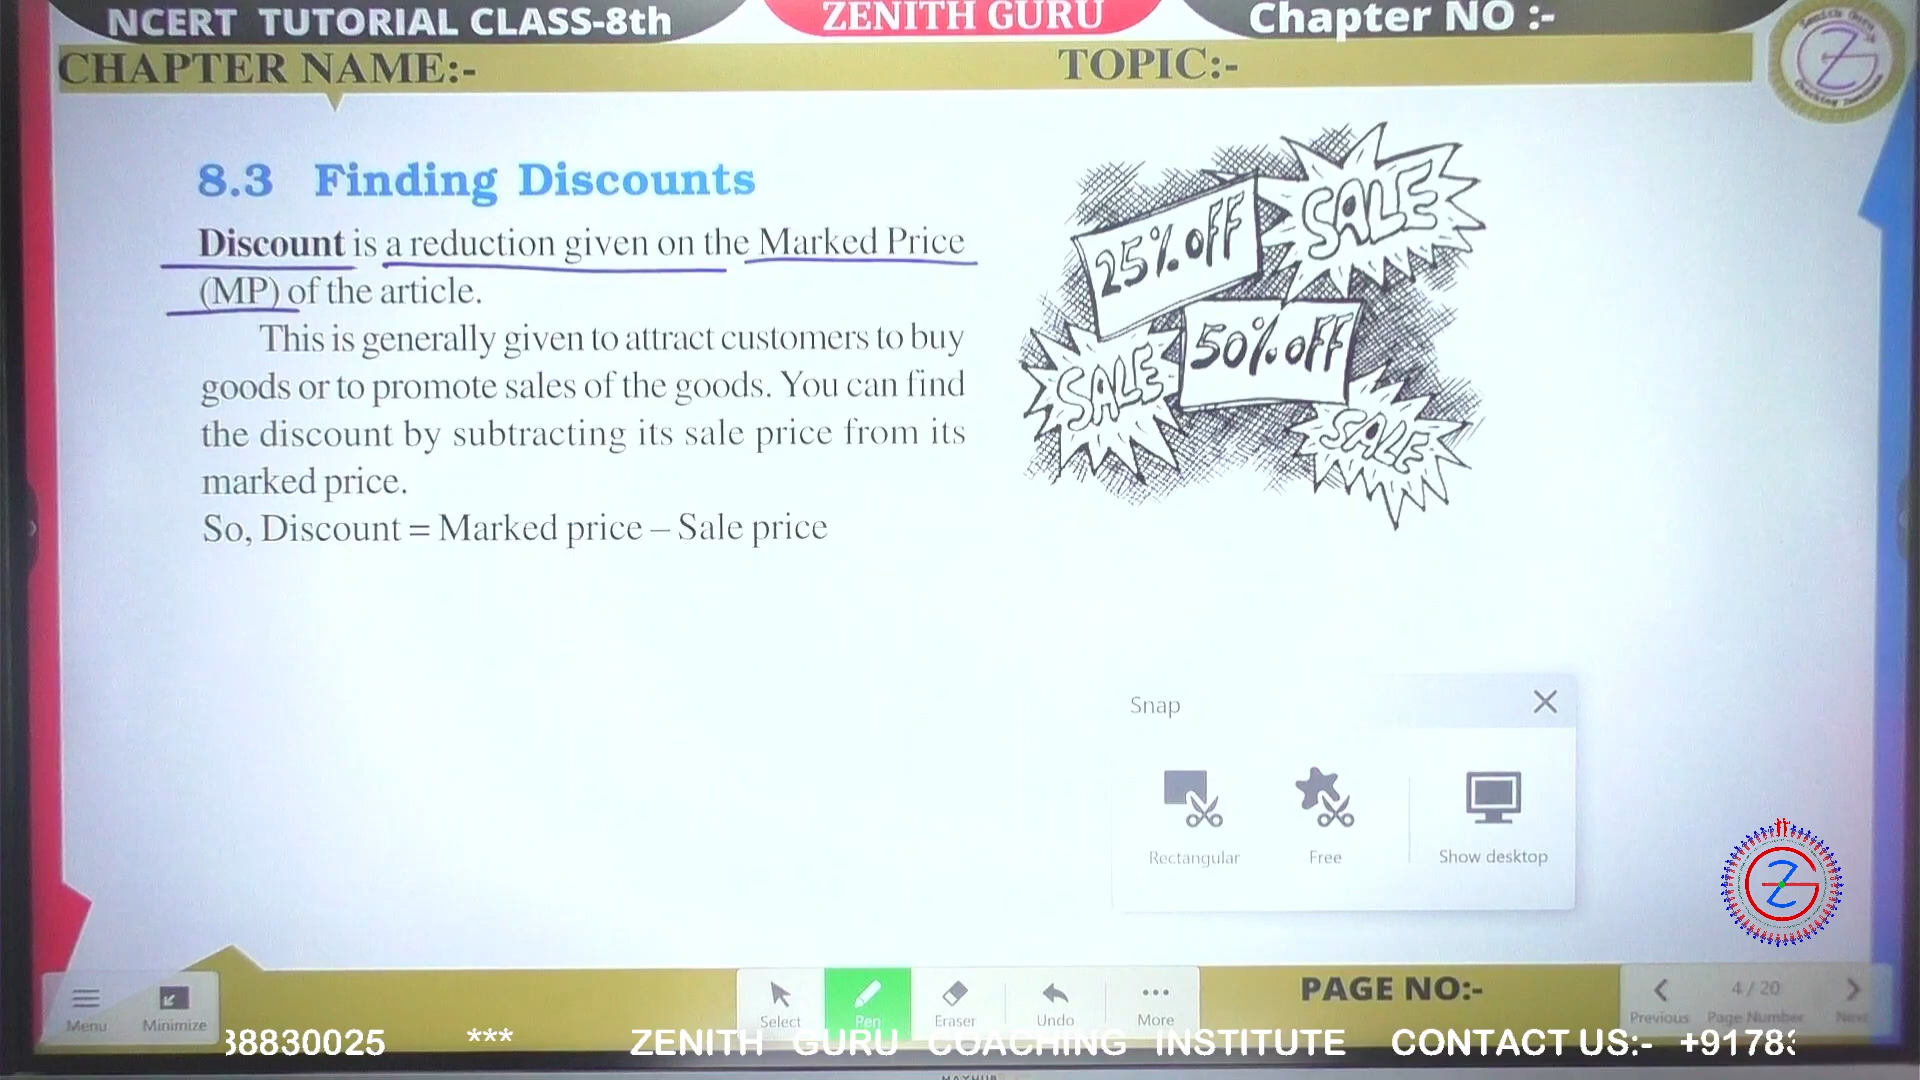 NCERT TUTORIAL CLASS-8th
ZENITH GURU
Chapter NO :-
CHAPTER NAME:-
TOPIC:-
8.3 Finding Discounts
Discount is a reduction given on the Marked Price
(MP) of the article.
This is generally given to attract customers to buy
goods or to promote sales of the goods. You can find
the discount by subtracting its sale price from its
marked price.
So, Discount = Marked price – Sale price
25% OFF
SALE
50% OFF
SALE
SALE
Snap
Rectangular
Free
Show desktop
Menu
Minimize
Select
Pen
Eraser
Undo
More
PAGE NO:-
4 / 20
Previous
Page Number
Next
38830025 *** ZENITH GURU COACHING INSTITUTE CONTACT US:- +91783